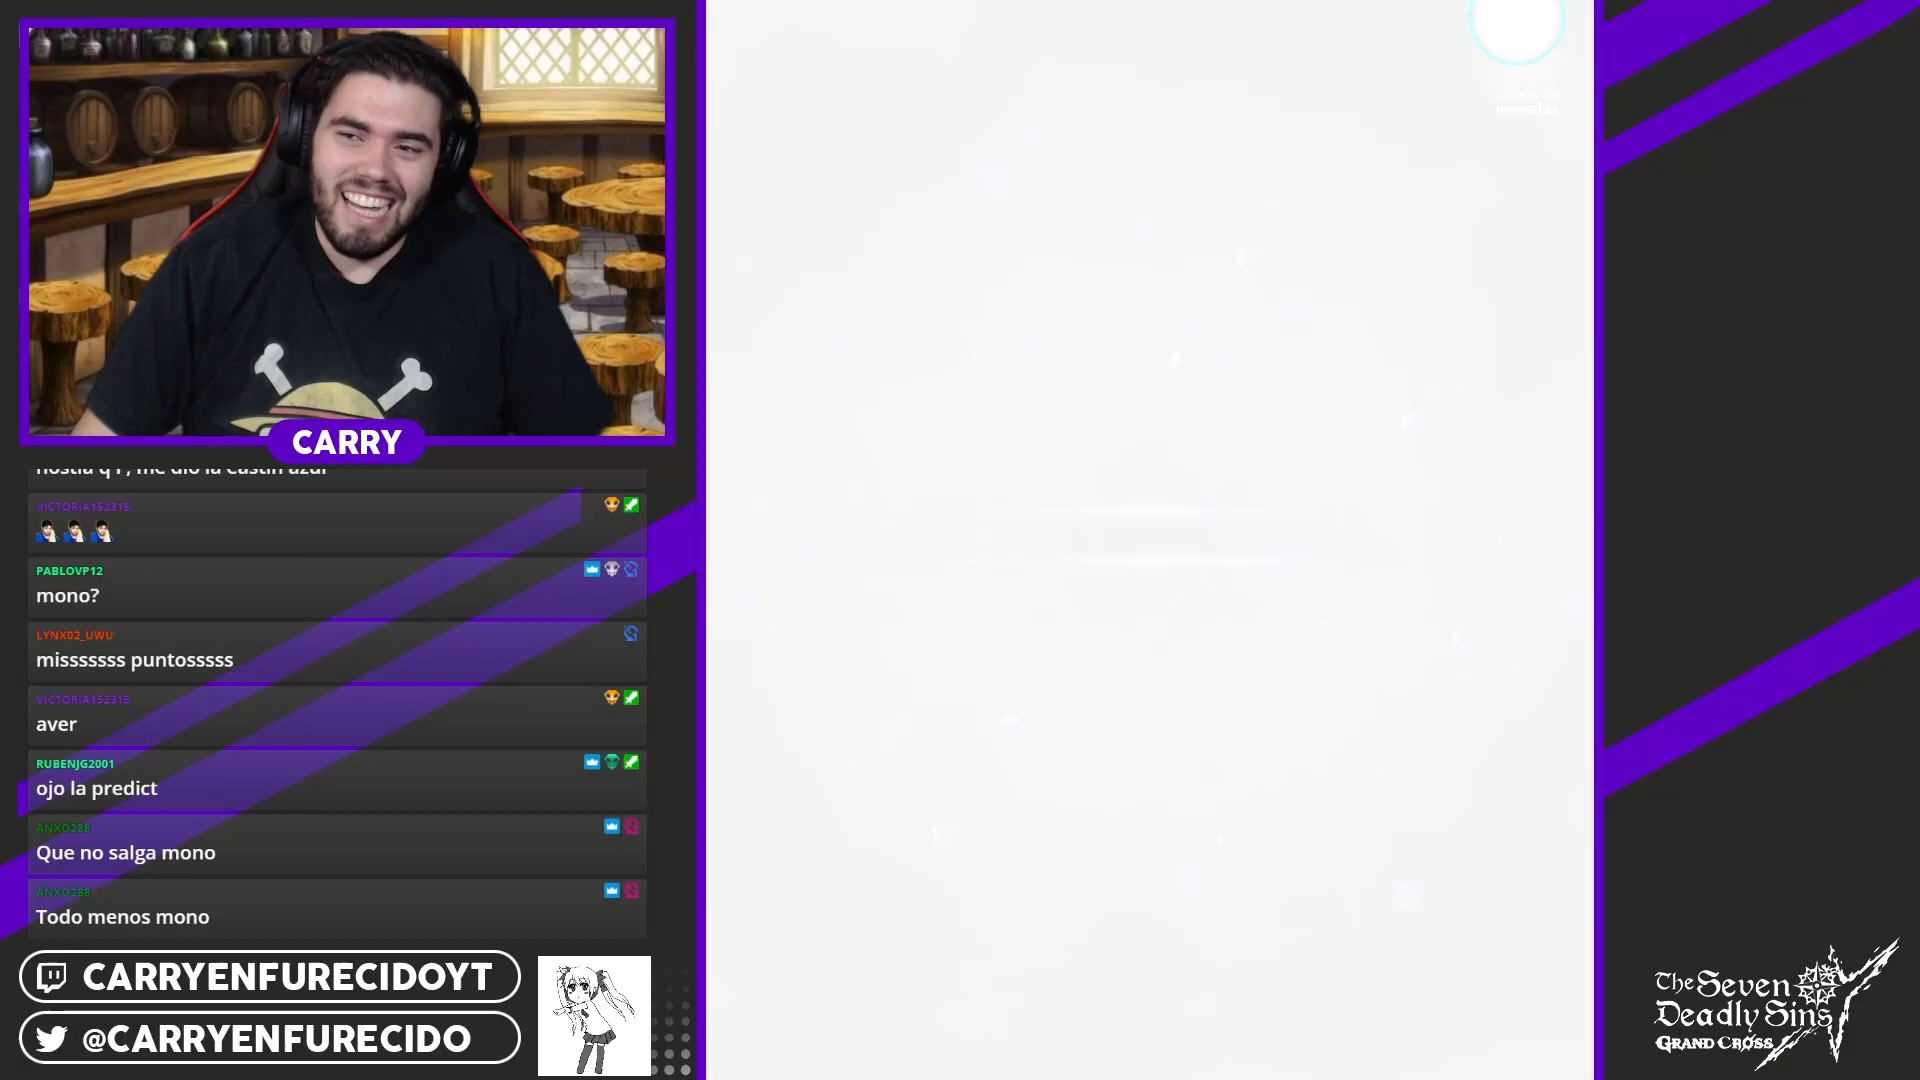 CARRY
VICTORIA152315
PABLOVP12
mono?
LYNX02_UWU
misssssss puntosssss
VICTORIA152315
aver
RUBENJG2001
ojo la predict
ANXO288
Que no salga mono
ANXO288
Todo menos mono
CARRYENFURECIDOYT
@CARRYENFURECIDO
The Seven
Deadly Sins
GRAND CROSS